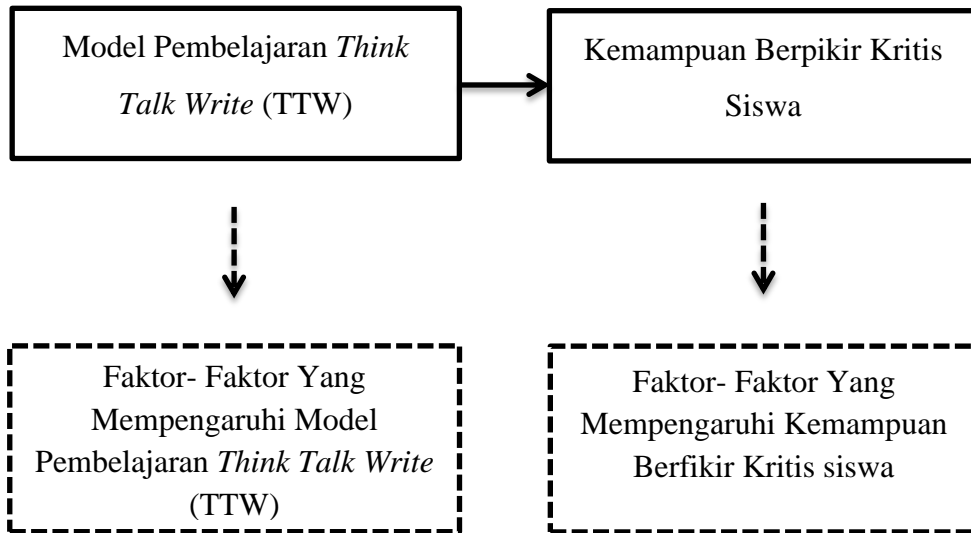 Model Pembelajaran Think
Talk Write (TTW)
Kemampuan Berpikir Kritis
Siswa
Faktor- Faktor Yang
Mempengaruhi Model
Pembelajaran Think Talk Write
(TTW)
Faktor- Faktor Yang
Mempengaruhi Kemampuan
Berfikir Kritis siswa